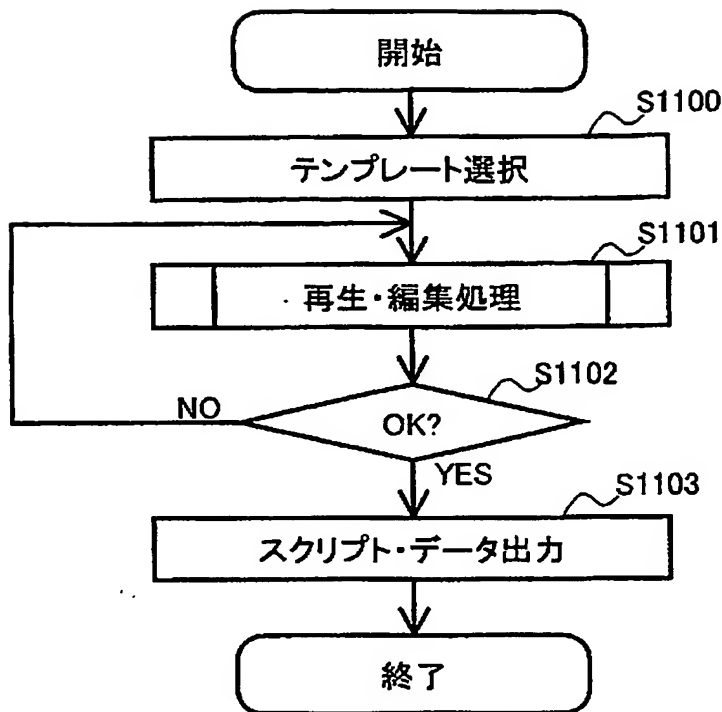 開始
S1100
テンプレート選択
S1101
再生・編集処理
S1102
NO
OK?
YES
S1103
スクリプト・データ出力
終了